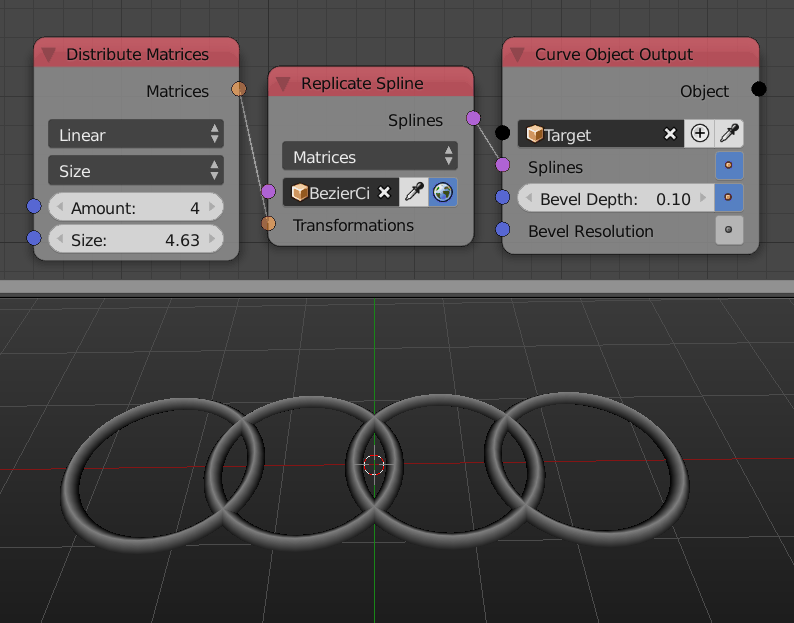 Distribute Matrices
Matrices
Linear
Size
Amount: 4
Size: 4.63
Replicate Spline
Splines
Matrices
BezierCi
Transformations
Curve Object Output
Object
Target
Splines
Bevel Depth: 0.10
Bevel Resolution